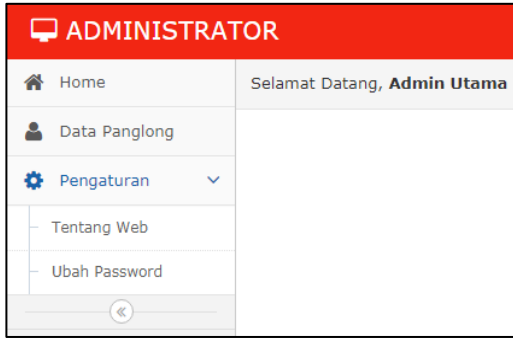 ADMINISTRATOR
Home
Selamat Datang, Admin Utama
Data Panglong
Pengaturan
Tentang Web
Ubah Password